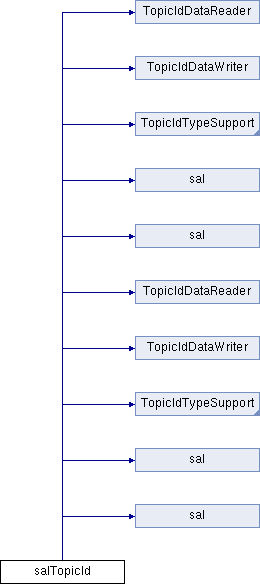 TopicIdDataReader
TopicIdDataWriter
TopicIdTypeSupport
sal
sal
TopicIdDataReader
TopicIdDataWriter
TopicIdTypeSupport
sal
sal
salTopicId